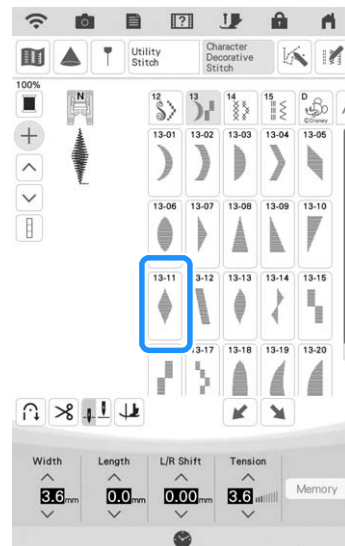 Utility
Stitch
Character
Decorative
Stitch
100%
N
12 13 14 15 D
©Disney
13-01 13-02 13-03 13-04 13-05
13-06 13-07 13-08 13-09 13-10
13-11 3-12 13-13 13-14 13-15
13-17 13-18 13-19 13-20
Width Length L/R Shift Tension
3.6mm 0.0mm 0.00mm 3.6 Memory